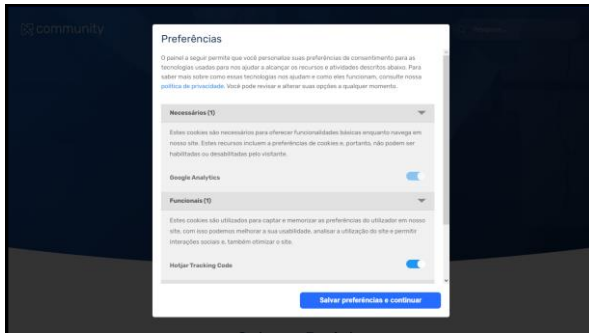 community
Preferências
O painel a seguir permite que você personalize suas preferências de consentimento para as
tecnologias usadas para nos ajudar a alcançar os recursos e atividades descritos abaixo. Para
saber mais sobre como essas tecnologias nos ajudam e como eles funcionam, consulte nossa
política de privacidade. Você pode revisar e alterar suas opções a qualquer momento.
Necessários (1)
Estes cookies são necessários para oferecer funcionalidades básicas enquanto navega em
nosso site. Estes recursos incluem a preferências de cookies e, portanto, não podem ser
habilitadas ou desabilitadas pelo visitante.
Google Analytics
Funcionais (1)
Estes cookies são utilizados para captar e memorizar as preferências do utilizador em nosso
site, com isso podemos melhorar a sua usabilidade, analisar a utilização do site e permitir
interações sociais e, também otimizar o site.
Hotjar Tracking Code
Salvar preferências e continuar